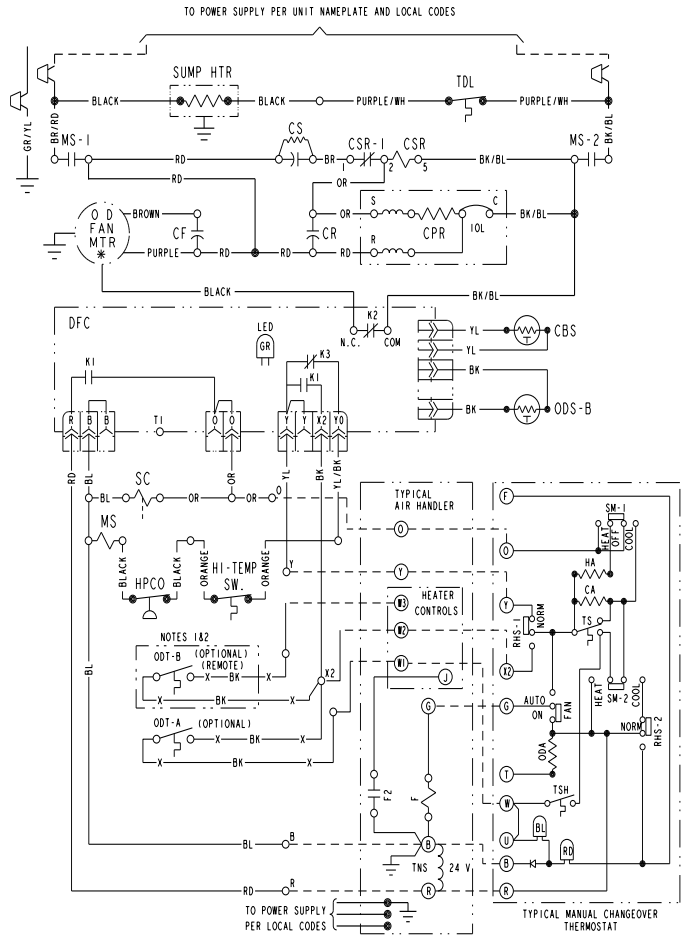 TO POWER SUPPLY PER UNIT NAMEPLATE AND LOCAL CODES
SUMP HTR
TDL
BLACK
BLACK
PURPLE/WH
PURPLE/WH
GR/YL
BR/RD
BK/BL
MS-1
CS
CSR-1
CSR
MS-2
RD
BR
1
2
5
BK/BL
RD
OR
O D
FAN
MTR
*
BROWN
CF
PURPLE
RD
CR
OR
S
C
CPR
IOL
R
RD
BK/BL
BLACK
BK/BL
DFC
LED
GR
K2
N.C.
COM
YL
CBS
YL
BK
BK
ODS-B
K1
K3
K1
R
B
B
T1
O
O
Y
Y
X2
YO
RD
BL
OR
YL
BK
YL/BK
BL
SC
OR
OR
O
MS
BLACK
BLACK
ORANGE
HI-TEMP
SW.
ORANGE
HPCO
Y
NOTES 1&2
ODT-B
(OPTIONAL)
(REMOTE)
X
BK
X
X
BK
X
X2
ODT-A
(OPTIONAL)
X
BK
X
X
BK
X
BL
BL
B
RD
R
TYPICAL
AIR HANDLER
O
Y
HEATER
CONTROLS
W3
W2
W1
J
G
F2
F
B
TNS
24 V
R
TO POWER SUPPLY
PER LOCAL CODES
F
SM-1
HEAT
OFF
COOL
O
HA
CA
Y
NORM
RHS-1
TS
X2
HEAT
SM-2
COOL
G
AUTO
ON
FAN
NORM
RHS-2
ODA
T
W
TSH
U
BL
RD
B
R
TYPICAL MANUAL CHANGEOVER
THERMOSTAT